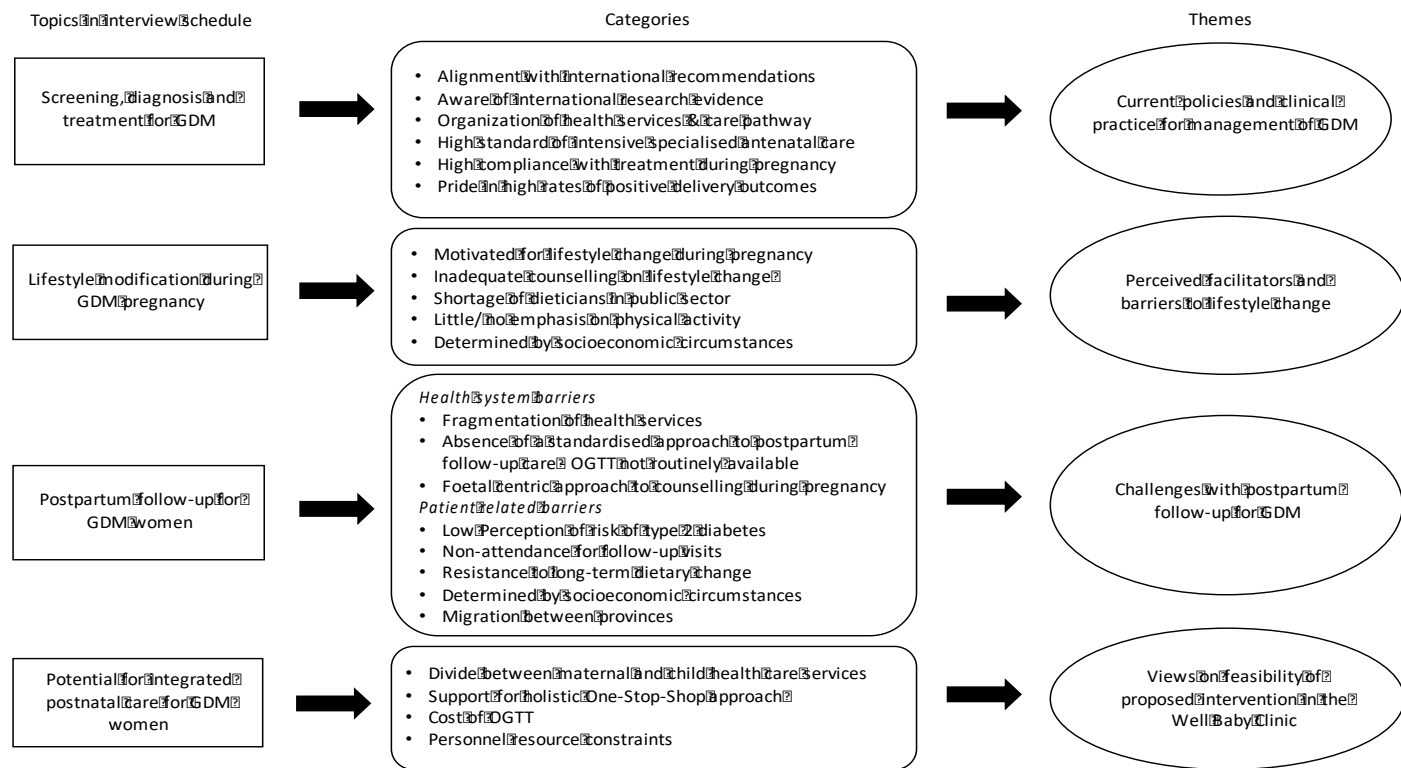 Topics in interview schedule
Categories
Themes
Screening, diagnosis and
treatment for GDM
• Alignment with international recommendations
• Aware of international research evidence
• Organization of health services & care pathway
• High standard of intensive specialised antenatal care
• High compliance with treatment during pregnancy
• Pride in high rates of positive delivery outcomes
Current policies and clinical
practice for management of GDM
Lifestyle modification during
GDM pregnancy
• Motivated for lifestyle change during pregnancy
• Inadequate counselling on lifestyle change
• Shortage of dieticians in public sector
• Little/ no emphasis on physical activity
• Determined by socioeconomic circumstances
Perceived facilitators and
barriers to lifestyle change
Postpartum follow-up for
GDM women
Health system barriers
• Fragmentation of health services
• Absence of a standardised approach to postpartum
follow-up care - OGTT not routinely available
• Foetal centric approach to counselling during pregnancy
Patient related barriers
• Low Perception of risk of type 2 diabetes
• Non-attendance for follow-up visits
• Resistance to long-term dietary change
• Determined by socioeconomic circumstances
• Migration between provinces
Challenges with postpartum
follow-up for GDM
Potential for integrated
postnatal care for GDM
women
• Divide between maternal and child health care services
• Support for holistic One-Stop-Shop approach
• Cost of OGTT
• Personnel resource constraints
Views on feasibility of
proposed intervention in the
Well Baby Clinic